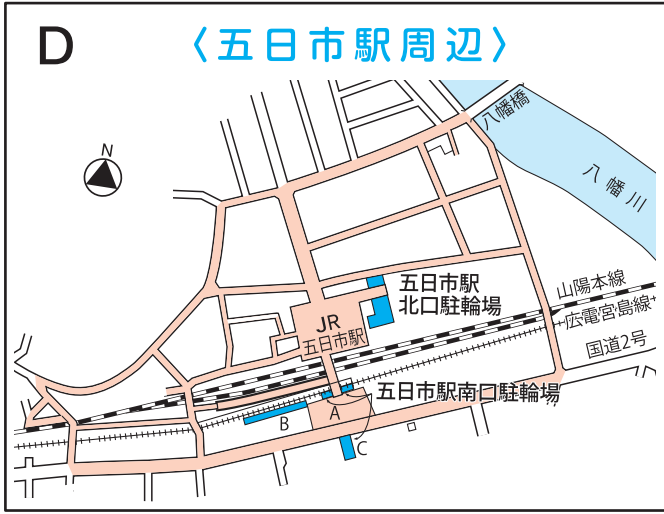 D
〈五日市駅周辺〉
N
八幡橋
八幡川
五日市駅
北口駐輪場
山陽本線
広電宮島線
国道2号
JR
五日市駅
五日市駅南口駐輪場
A
B
C